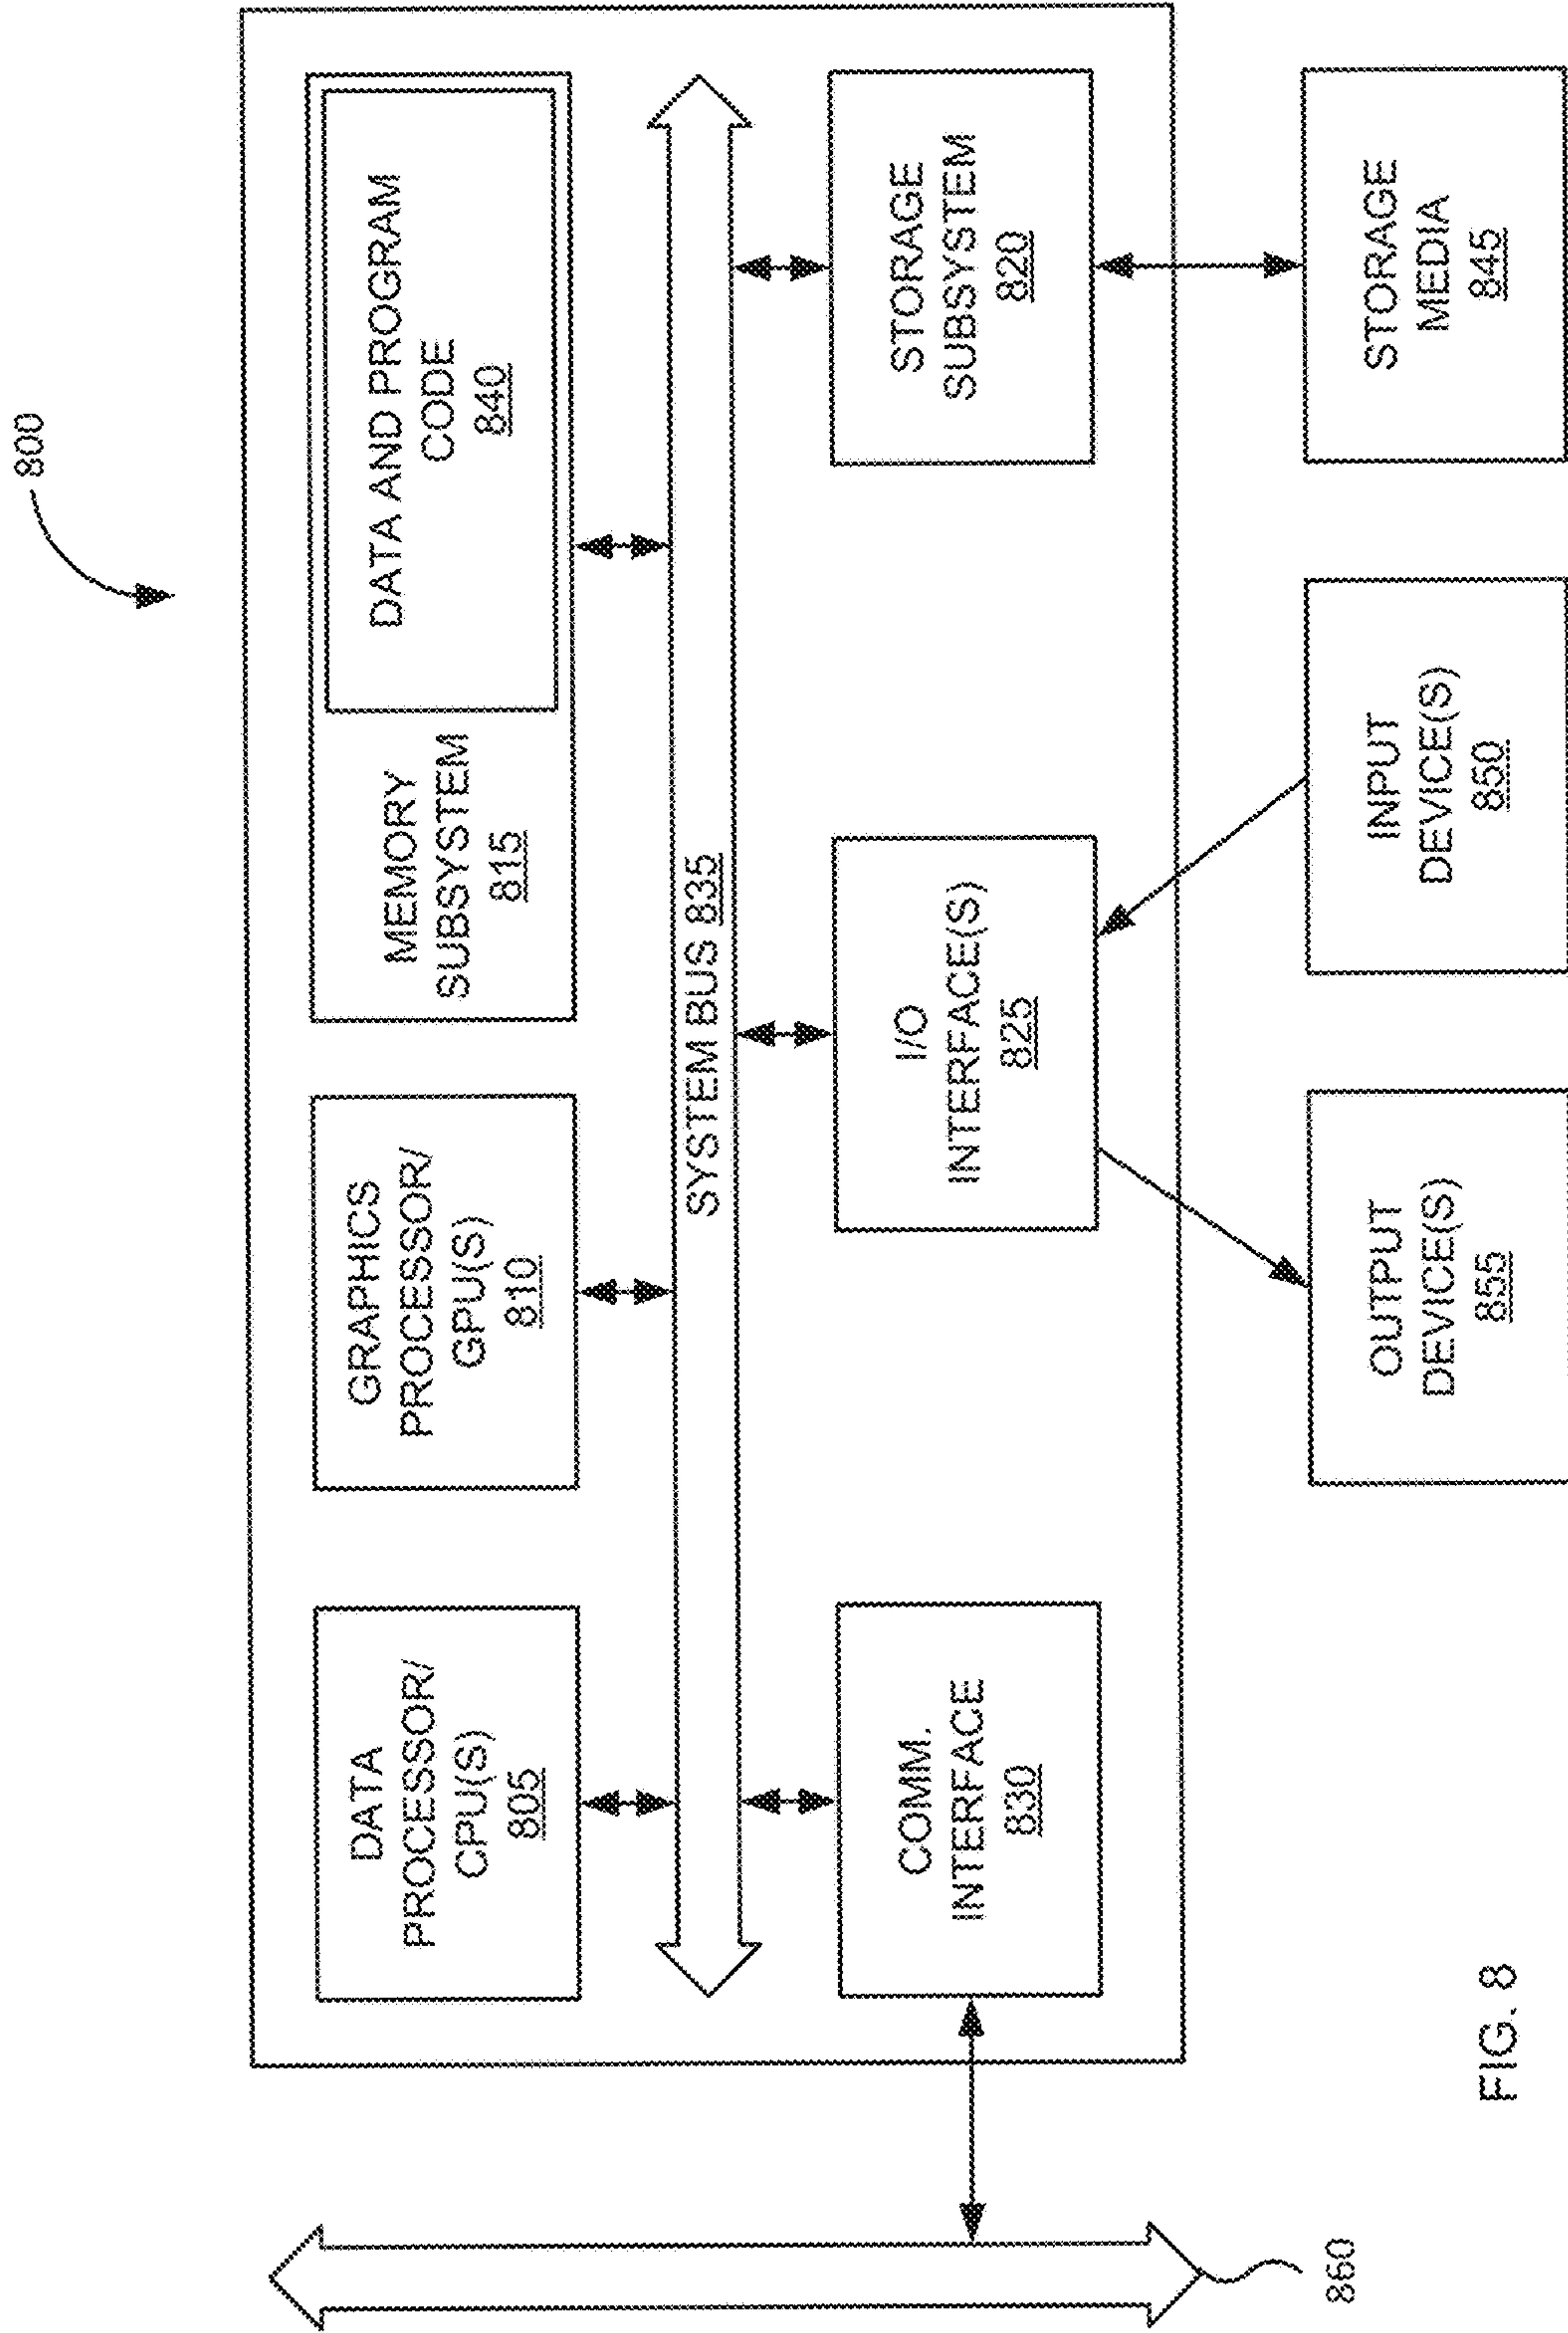 800
DATA
PROCESSOR/
CPU(S)
805
GRAPHICS
PROCESSOR/
GPU(S)
810
MEMORY
SUBSYSTEM
815
DATA AND PROGRAM
CODE
840
SYSTEM BUS 835
COMM.
INTERFACE
830
I/O
INTERFACE(S)
825
STORAGE
SUBSYSTEM
820
860
OUTPUT
DEVICE(S)
855
INPUT
DEVICE(S)
850
STORAGE
MEDIA
845
FIG. 8